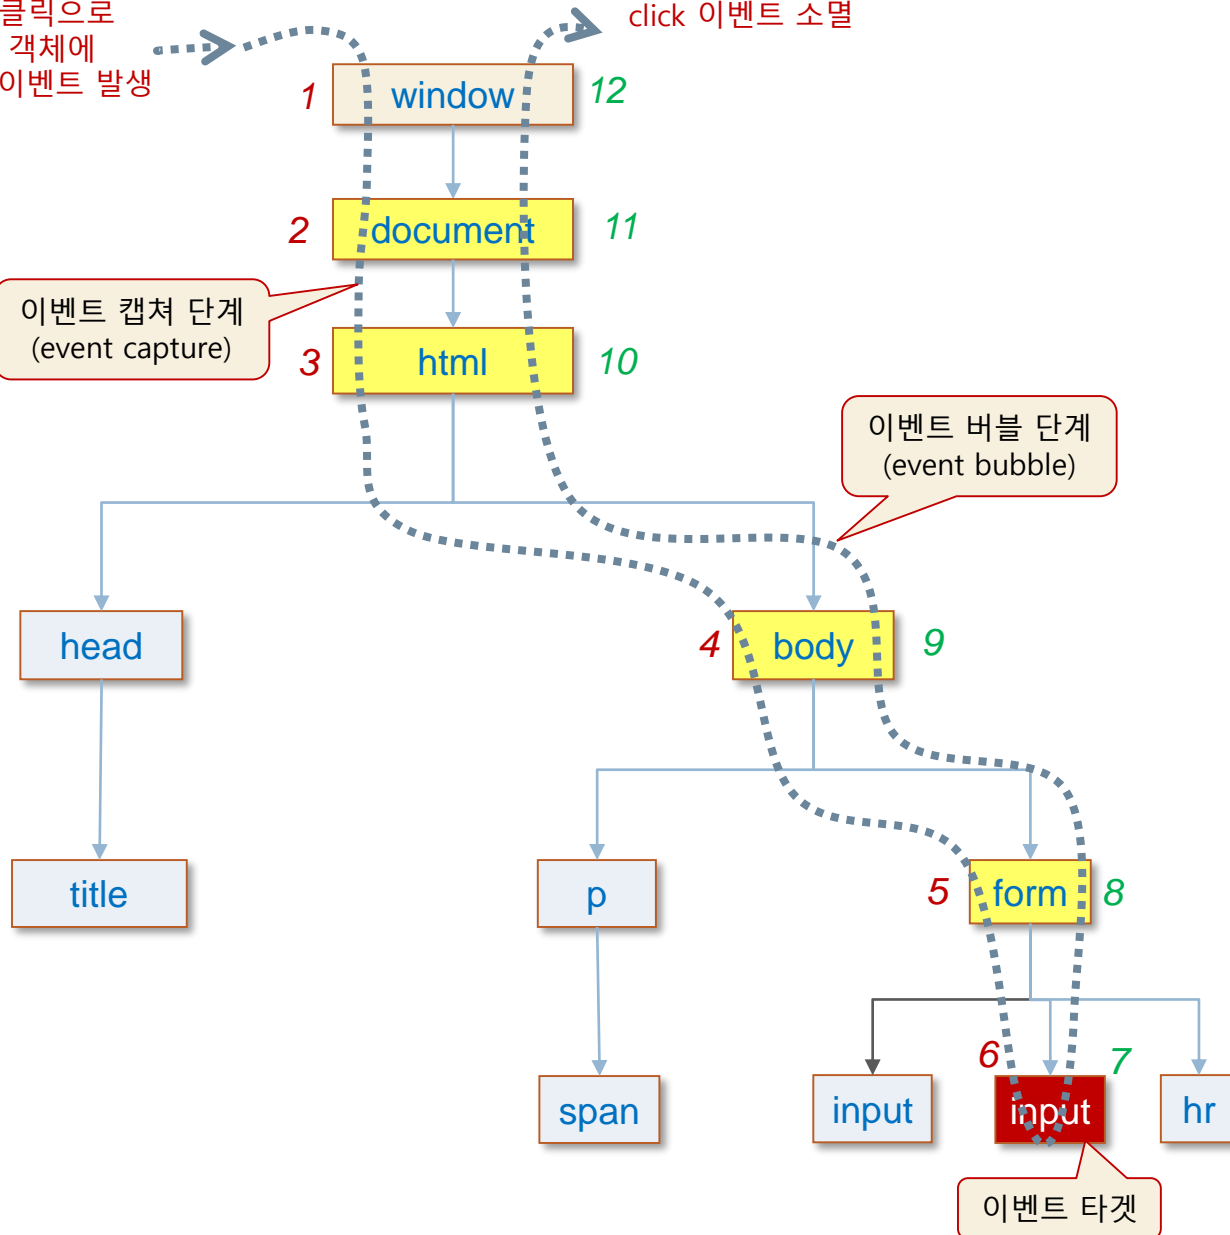 클릭으로
객체에
이벤트 발생
click 이벤트 소멸
1
window
12
2
document
11
이벤트 캡쳐 단계
(event capture)
3
html
10
이벤트 버블 단계
(event bubble)
head
4
body
9
title
p
5
form
8
6
7
span
input
input
hr
이벤트 타겟